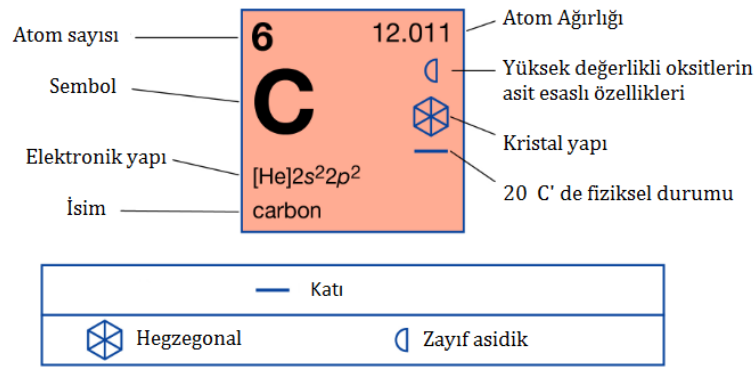 Atom sayısı
Sembol
Elektronik yapı
İsim
6
12.011
C
[He]2s²2p²
carbon
Atom Ağırlığı
Yüksek değerlikli oksitlerin
asit esaslı özellikleri
Kristal yapı
20 C' de fiziksel durumu
Katı
Hegzegonal
Zayıf asidik